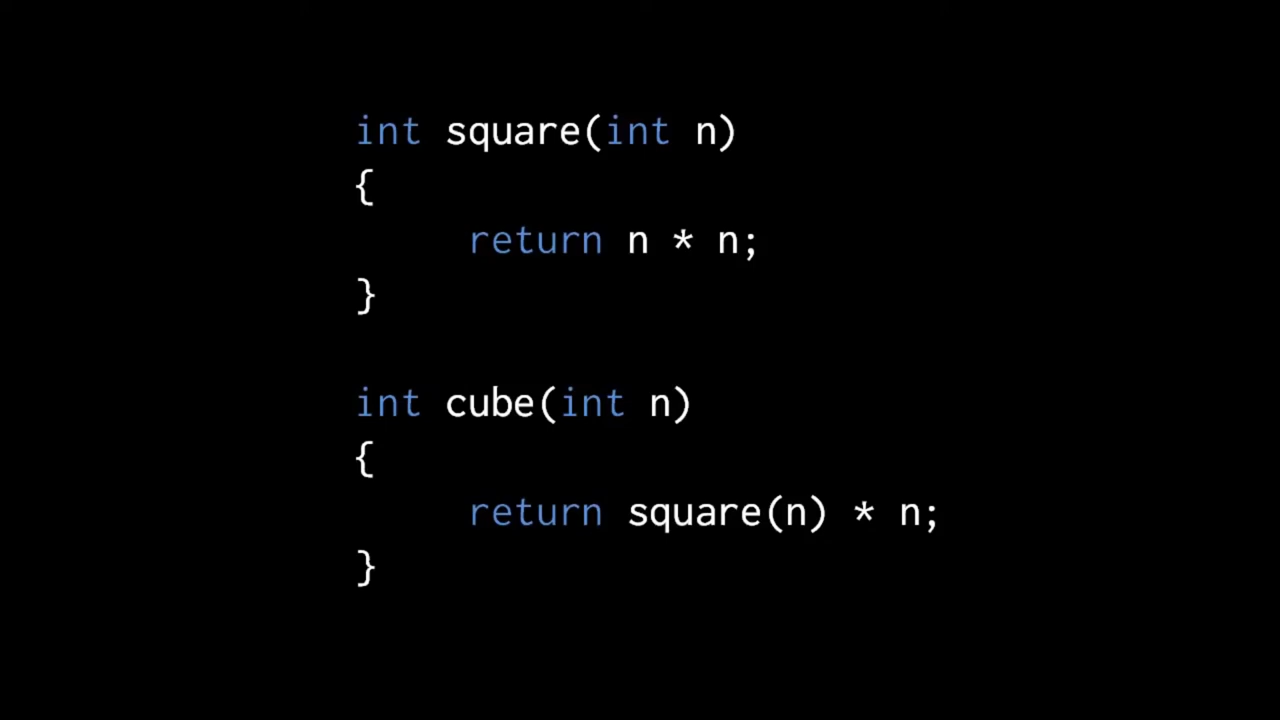 int square(int n)
{
     return n * n;
}

int cube(int n)
{
     return square(n) * n;
}